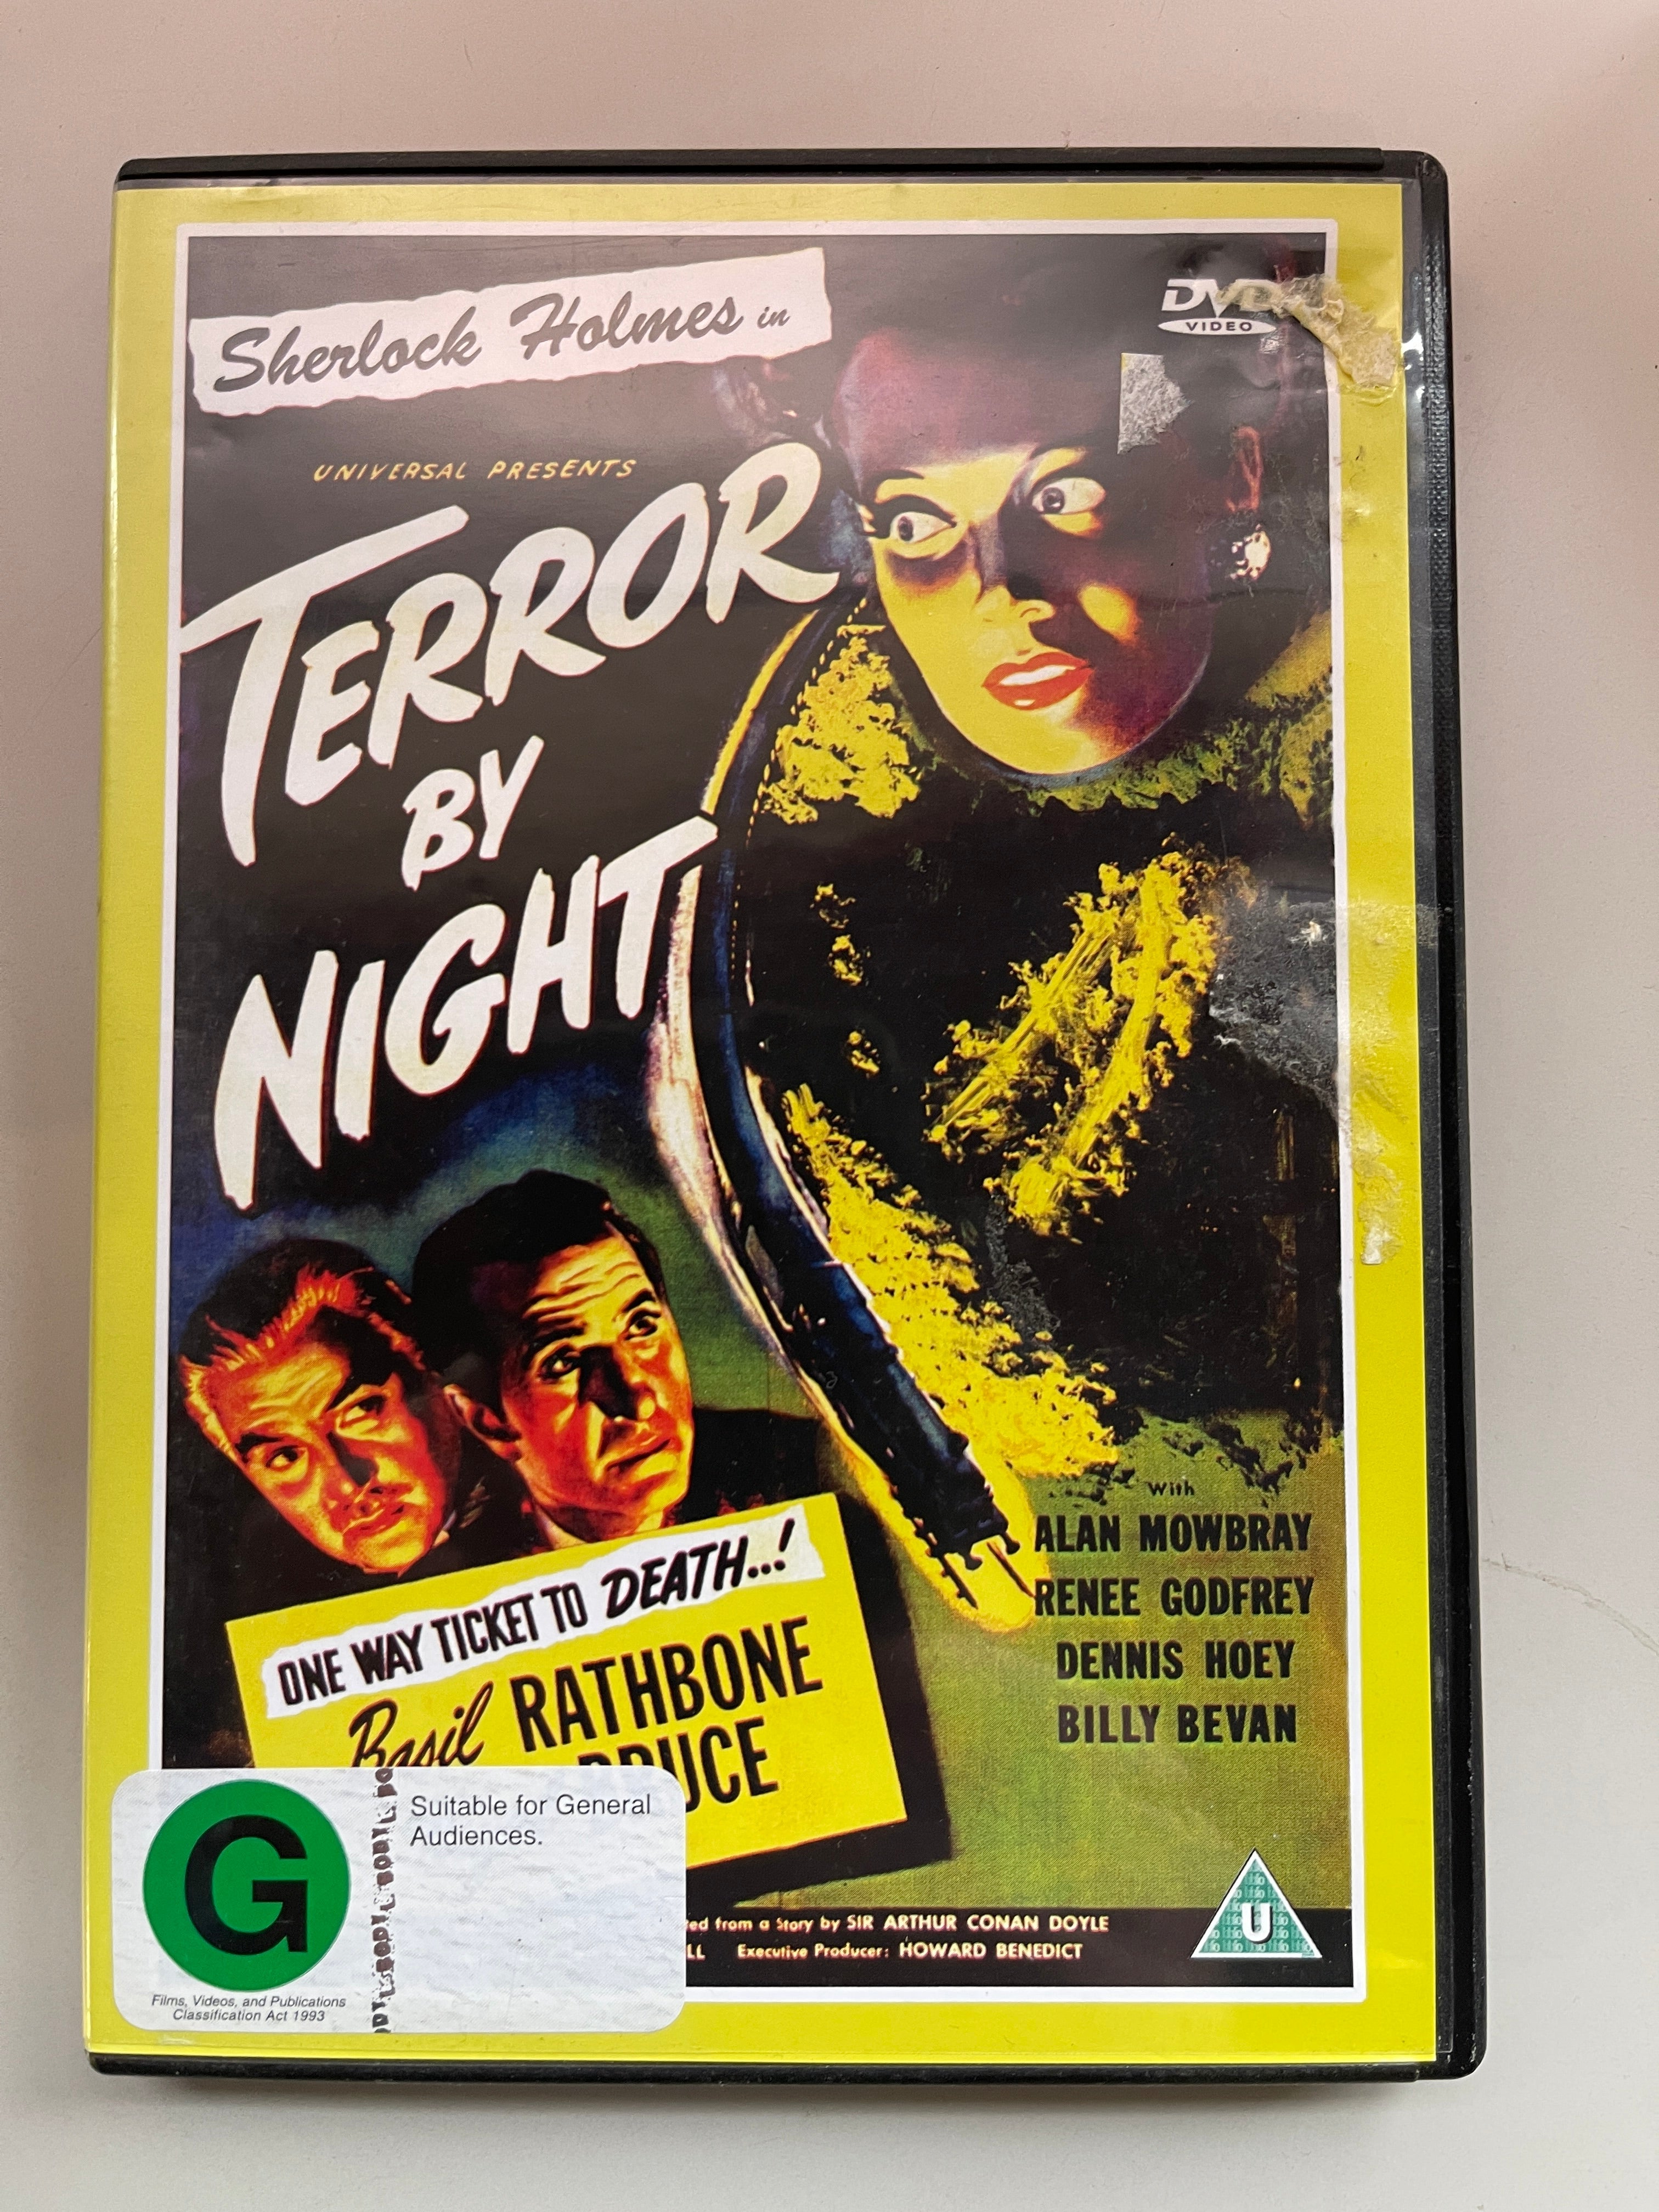 Sherlock Holmes in
DVD
VIDEO
UNIVERSAL PRESENTS
TERROR
BY
NIGHT
With
ALAN MOWBRAY
RENEE GODFREY
DENNIS HOEY
BILLY BEVAN
ONE WAY TICKET TO DEATH...!
Basil RATHBONE
BRUCE
G
Suitable for General
Audiences.
Films, Videos, and Publications
Classification Act 1993
from a Story by SIR ARTHUR CONAN DOYLE
Executive Producer: HOWARD BENEDICT
U